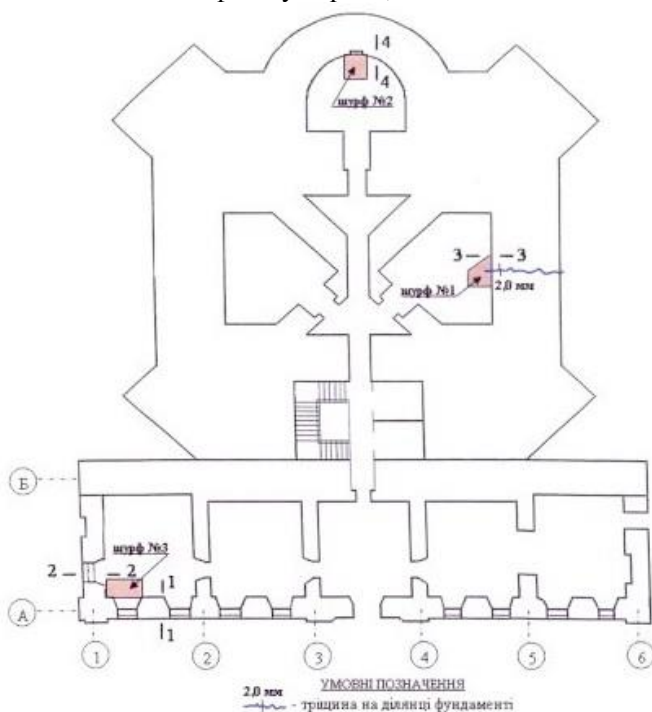 4
4
шурф №2
3 3
шурф №1
2,0 мм
Б
шурф №3
2 2
1
А
1
1 2 3 4 5 6
УМОВНІ ПОЗНАЧЕННЯ
2,0 мм
- тріщина на ділянці фундаменті